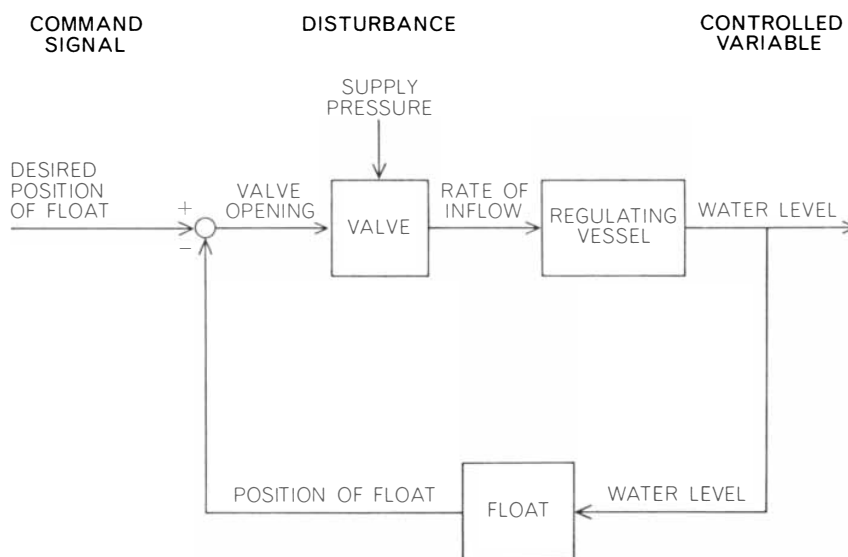 COMMAND
SIGNAL
DISTURBANCE
CONTROLLED
VARIABLE
SUPPLY
PRESSURE
DESIRED
POSITION
OF FLOAT
+
−
VALVE
OPENING
VALVE
RATE OF
INFLOW
REGULATING
VESSEL
WATER LEVEL
POSITION OF FLOAT
FLOAT
WATER LEVEL